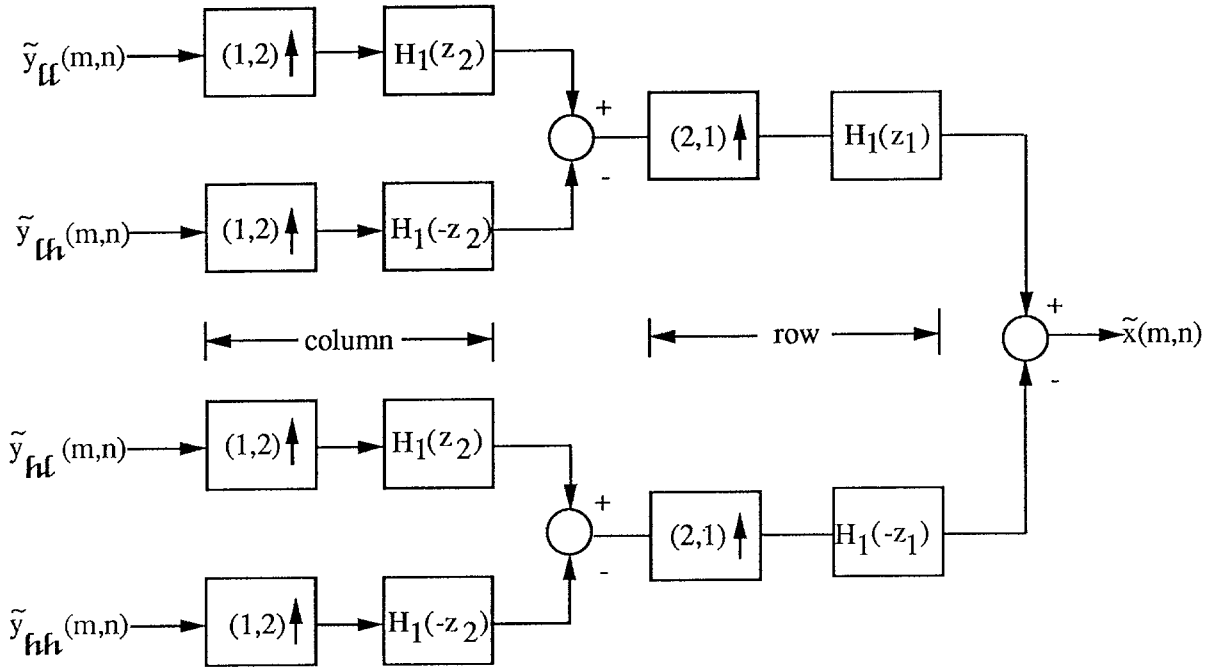 ỹ_ll(m,n) (1,2)↑ H₁(z₂)
+
-
(2,1)↑ H₁(z₁)
ỹ_lh(m,n) (1,2)↑ H₁(-z₂)
column
row
+
-
x̃(m,n)
ỹ_hl(m,n) (1,2)↑ H₁(z₂)
+
-
(2,1)↑ H₁(-z₁)
ỹ_hh(m,n) (1,2)↑ H₁(-z₂)